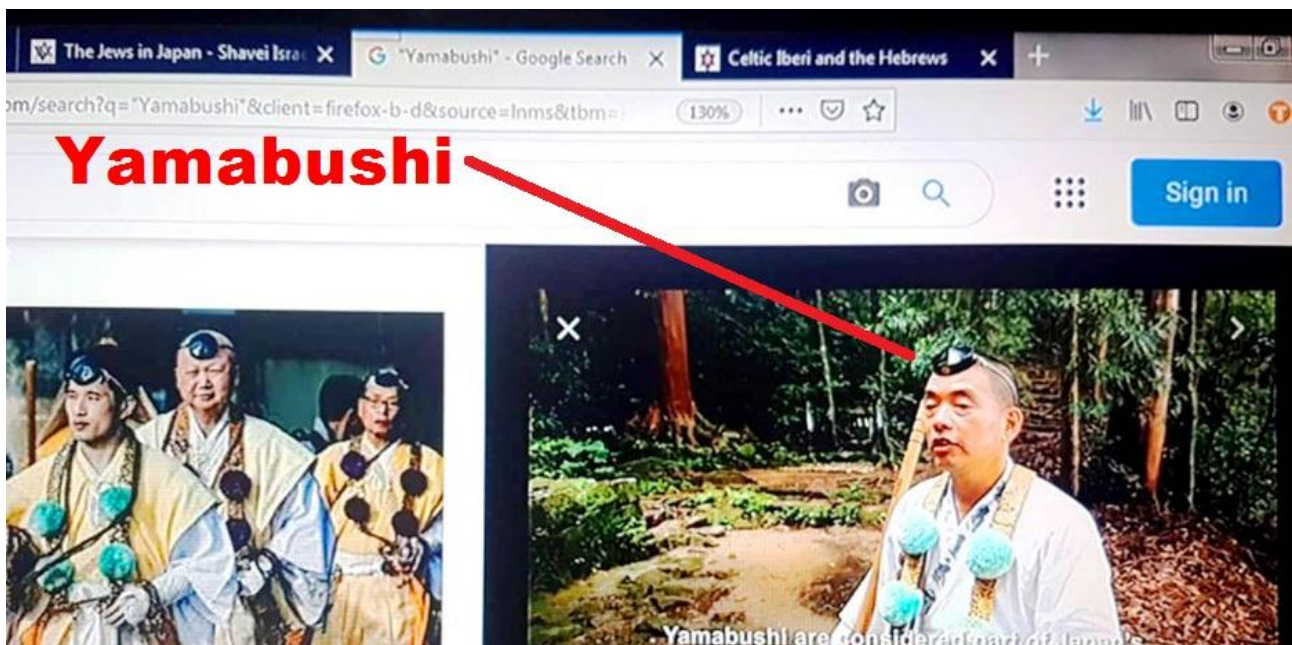 The Jews in Japan - Shavei Isra
"Yamabushi" - Google Search
Celtic Iberi and the Hebrews
om/search?q="Yamabushi"&client=firefox-b-d&source=lnms&tbm=
130%
Yamabushi
Sign in
Yamabushi are considered part of Japan's